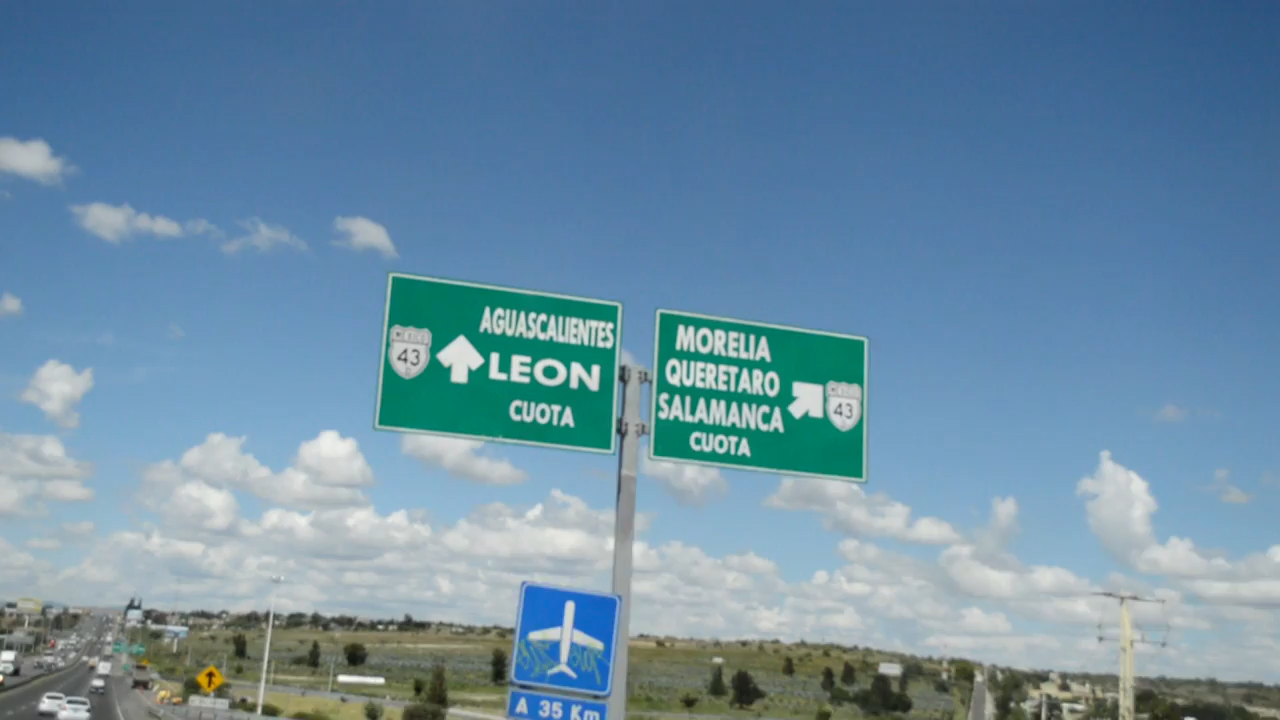 AGUASCALIENTES
43
LEON
CUOTA
MORELIA
QUERETARO
SALAMANCA
43
CUOTA
A 35 Km